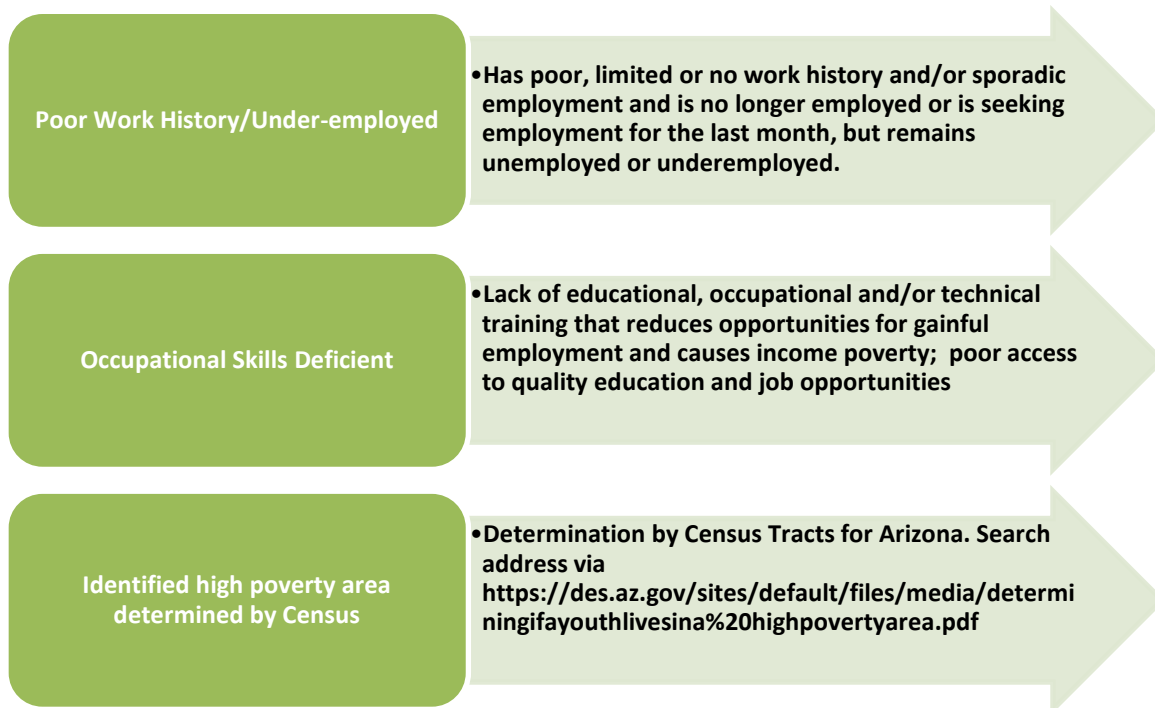 Poor Work History/Under-employed
•Has poor, limited or no work history and/or sporadic
employment and is no longer employed or is seeking
employment for the last month, but remains
unemployed or underemployed.
Occupational Skills Deficient
•Lack of educational, occupational and/or technical
training that reduces opportunities for gainful
employment and causes income poverty;  poor access
to quality education and job opportunities
Identified high poverty area
determined by Census
•Determination by Census Tracts for Arizona. Search
address via
https://des.az.gov/sites/default/files/media/determi
ningifayouthlivesina%20highpovertyarea.pdf